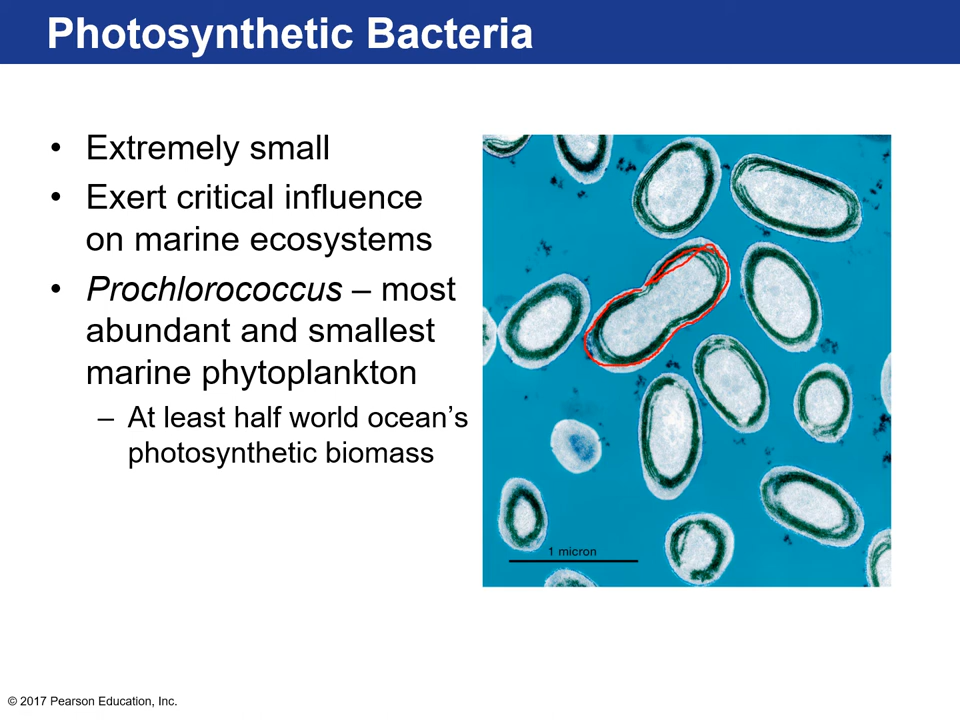 Photosynthetic Bacteria
• Extremely small
• Exert critical influence
on marine ecosystems
• Prochlorococcus – most
abundant and smallest
marine phytoplankton
– At least half world ocean’s
photosynthetic biomass
1 micron
© 2017 Pearson Education, Inc.